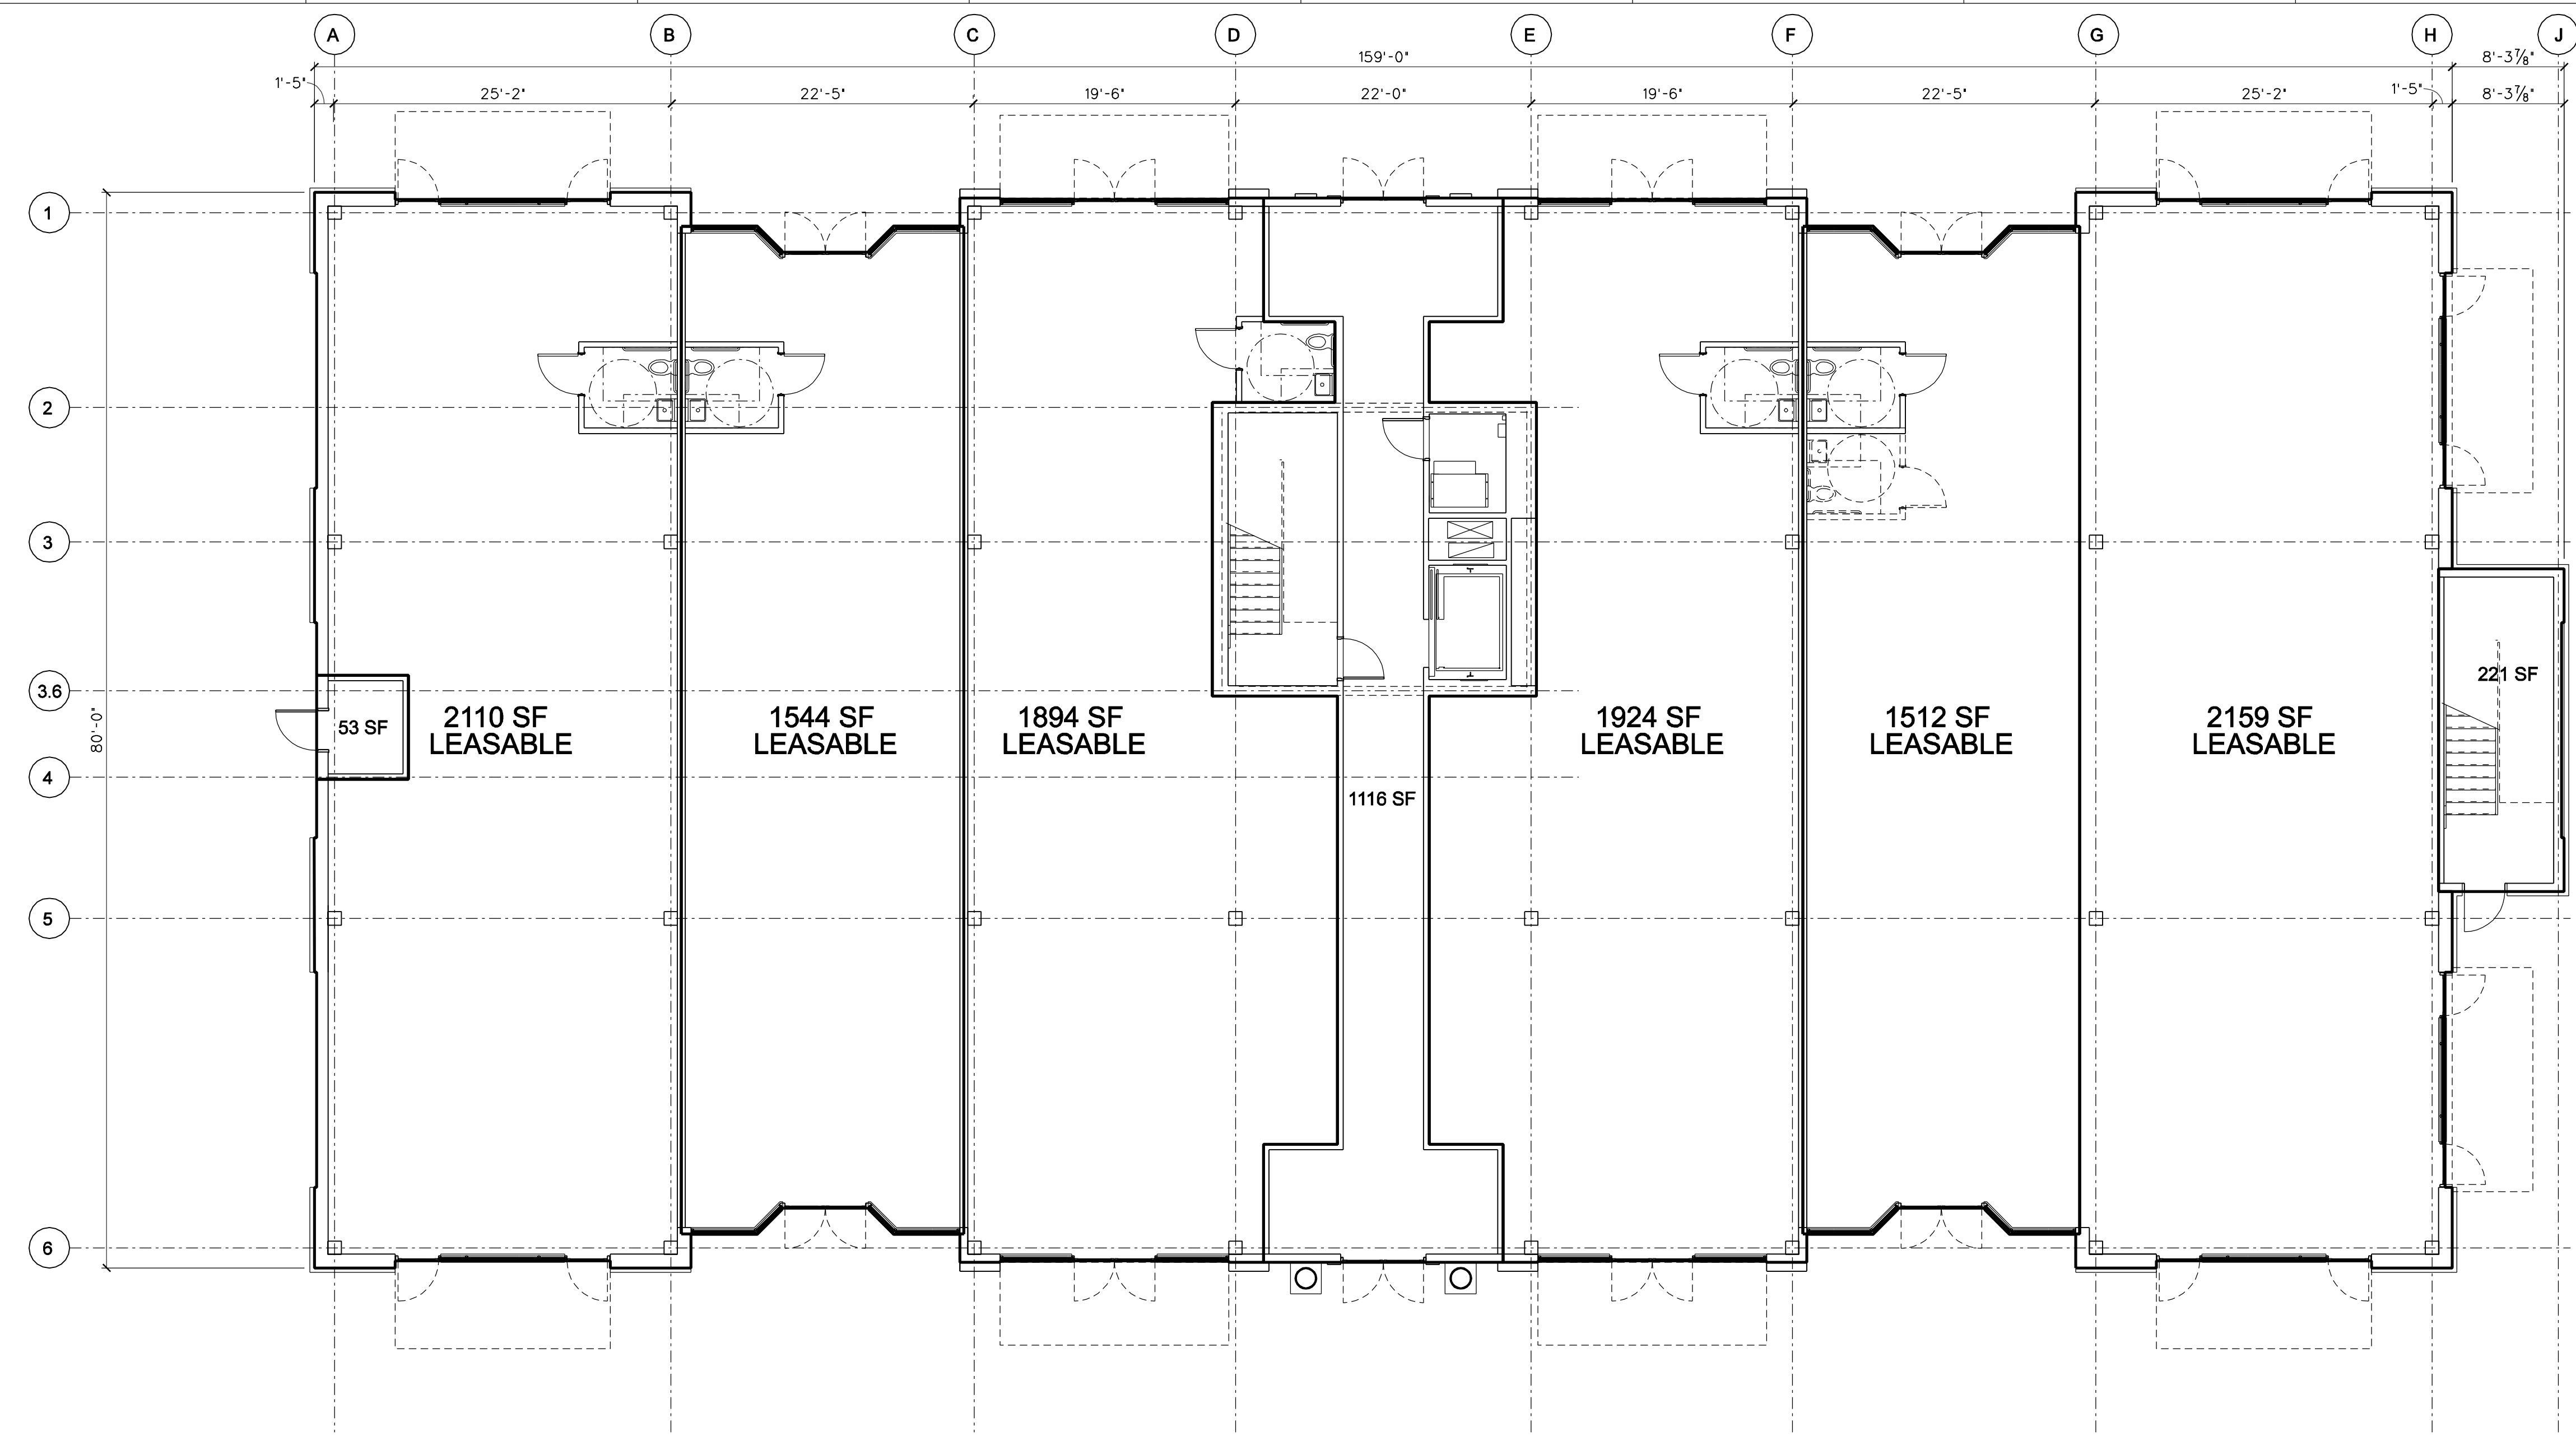 A B C D E F G H J
159'-0" 8'-3⅞"
1'-5" 25'-2" 22'-5" 19'-6" 22'-0" 19'-6" 22'-5" 25'-2" 1'-5" 8'-3⅞"
1
2
3
3.6
4
5
6
80'-0"
53 SF
2110 SF
LEASABLE
1544 SF
LEASABLE
1894 SF
LEASABLE
1116 SF
1924 SF
LEASABLE
1512 SF
LEASABLE
2159 SF
LEASABLE
221 SF